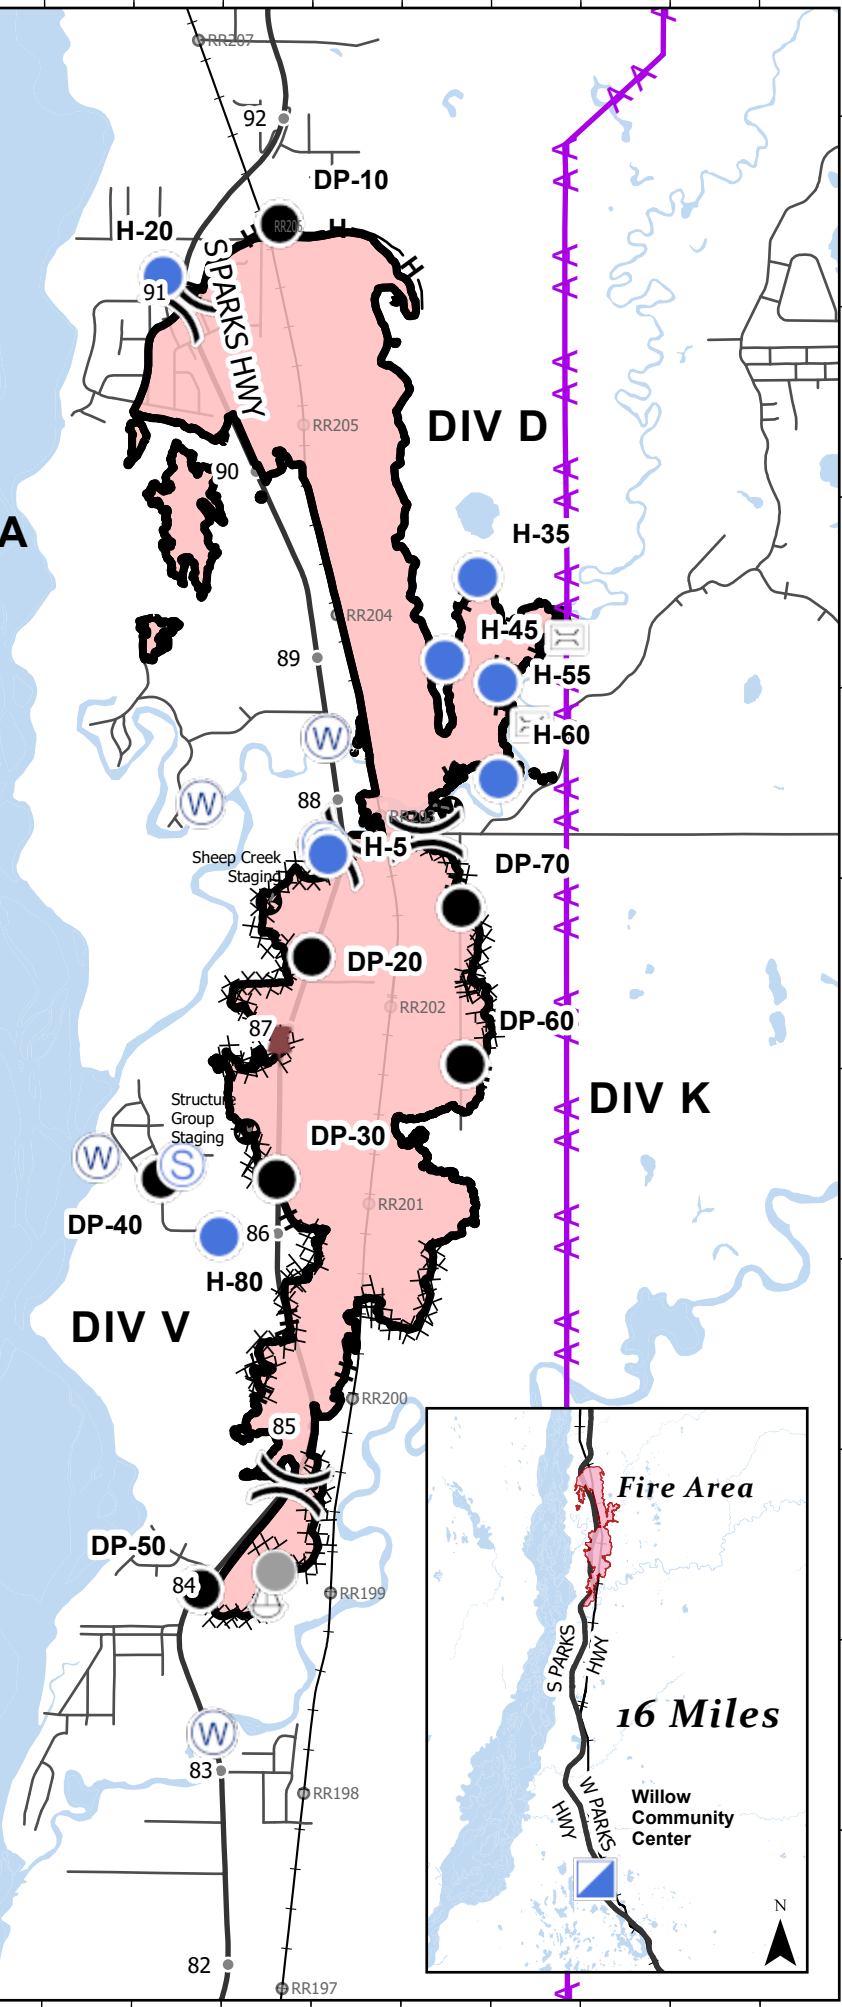 RR207
92
DP-10
RR206
H-20
91
S PARKS HWY
H
H
RR205
DIV D
90
A
H-35
RR204
H-45
89
H-55
W
H-60
88
W
RR203
H-5
Sheep Creek
Staging
DP-70
DP-20
87
RR202
DP-60
Structure
Group
Staging
DIV K
DP-30
W
S
RR201
DP-40
86
H-80
DIV V
RR200
85
Fire Area
DP-50
84
RR199
S PARKS
HWY
16 Miles
W
83
W PARKS
HWY
RR198
Willow
Community
Center
N
82
RR197